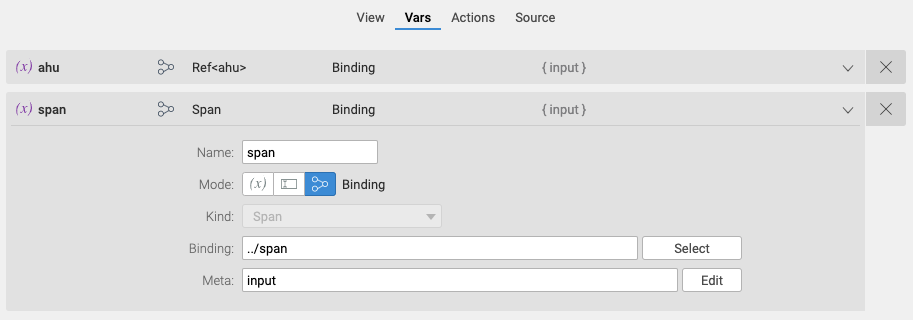 View Vars Actions Source
(x) ahu Ref<ahu> Binding { input }
(x) span Span Binding { input }
Name: span
Mode: (x) Binding
Kind: Span
Binding: ../span Select
Meta: input Edit